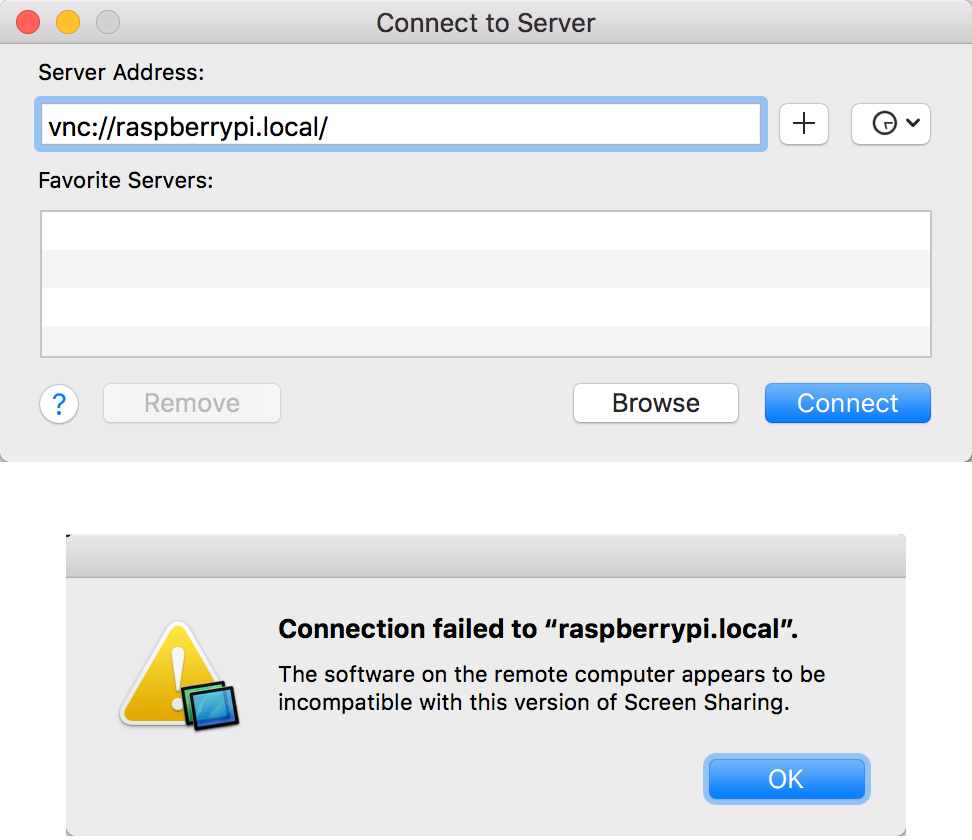 Connect to Server
Server Address:
vnc://raspberrypi.local/
Favorite Servers:
?
Remove
Browse
Connect
Connection failed to “raspberrypi.local”.
The software on the remote computer appears to be
incompatible with this version of Screen Sharing.
OK